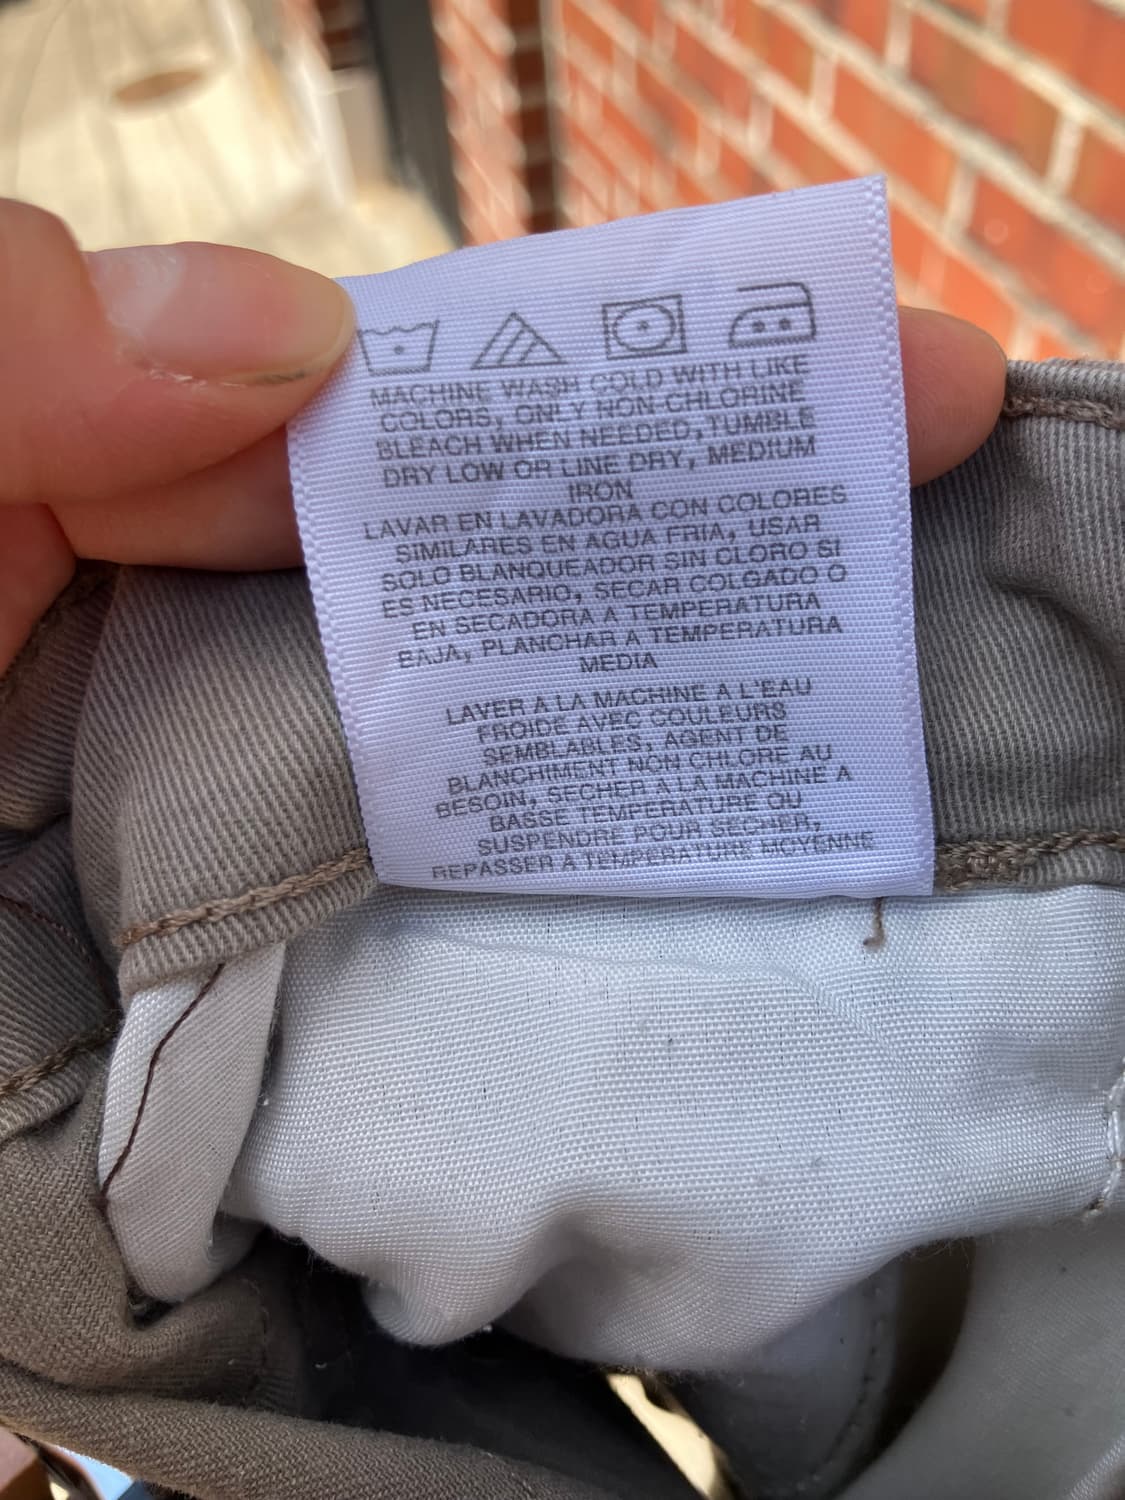 MACHINE WASH COLD WITH LIKE
COLORS, ONLY NON CHLORINE
BLEACH WHEN NEEDED, TUMBLE
DRY LOW OR LINE DRY, MEDIUM
IRON
LAVAR EN LAVADORA CON COLORES
SIMILARES EN AGUA FRIA, USAR
SOLO BLANQUEADOR SIN CLORO SI
ES NECESARIO, SECAR COLGADO O
EN SECADORA A TEMPERATURA
BAJA, PLANCHAR A TEMPERATURA
MEDIA
LAVER A LA MACHINE A L'EAU
FROIDE AVEC COULEURS
SEMBLABLES, AGENT DE
BLANCHIMENT NON CHLORE AU
BESOIN, SECHER A LA MACHINE A
BASSE TEMPERATURE OU
SUSPENDRE POUR SECHER,
REPASSER A TEMPERATURE MOYENNE